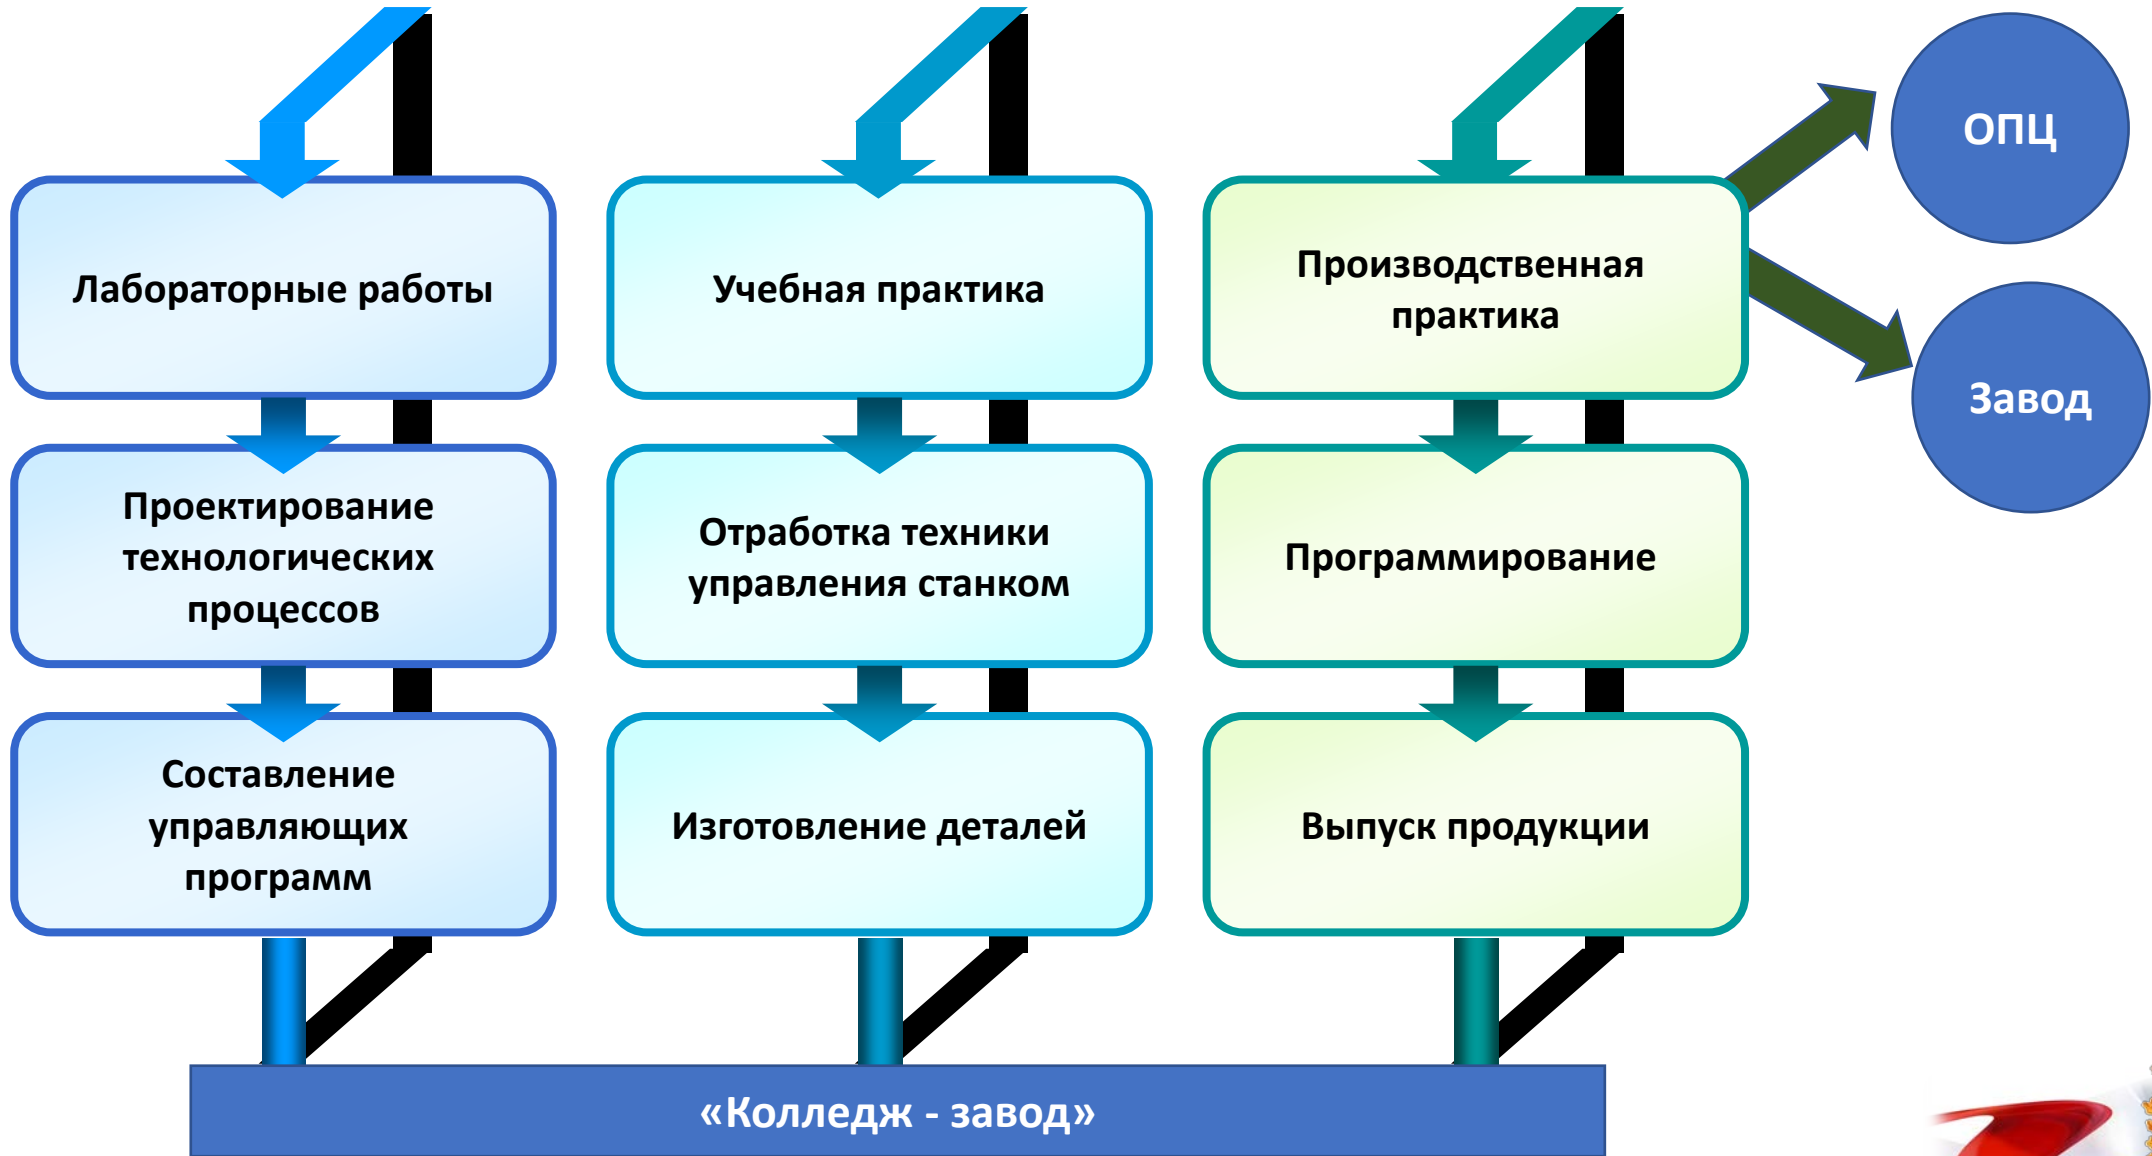 ОПЦ
Завод
Лабораторные работы
Учебная практика
Производственная
практика
Проектирование
технологических
процессов
Отработка техники
управления станком
Программирование
Составление
управляющих
программ
Изготовление деталей
Выпуск продукции
«Колледж - завод»